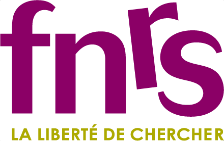 fnrs
LA LIBERTÉ DE CHERCHER